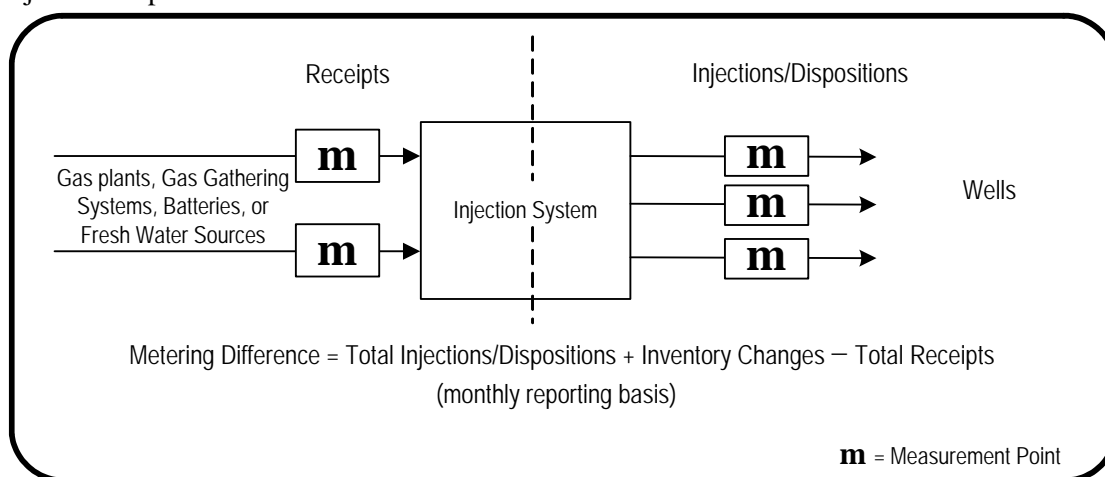 Receipts
Injections/Dispositions
m
m
Gas plants, Gas Gathering
Systems, Batteries, or
Fresh Water Sources
Injection System
m
m
m
Wells
Metering Difference = Total Injections/Dispositions + Inventory Changes – Total Receipts
(monthly reporting basis)
m = Measurement Point